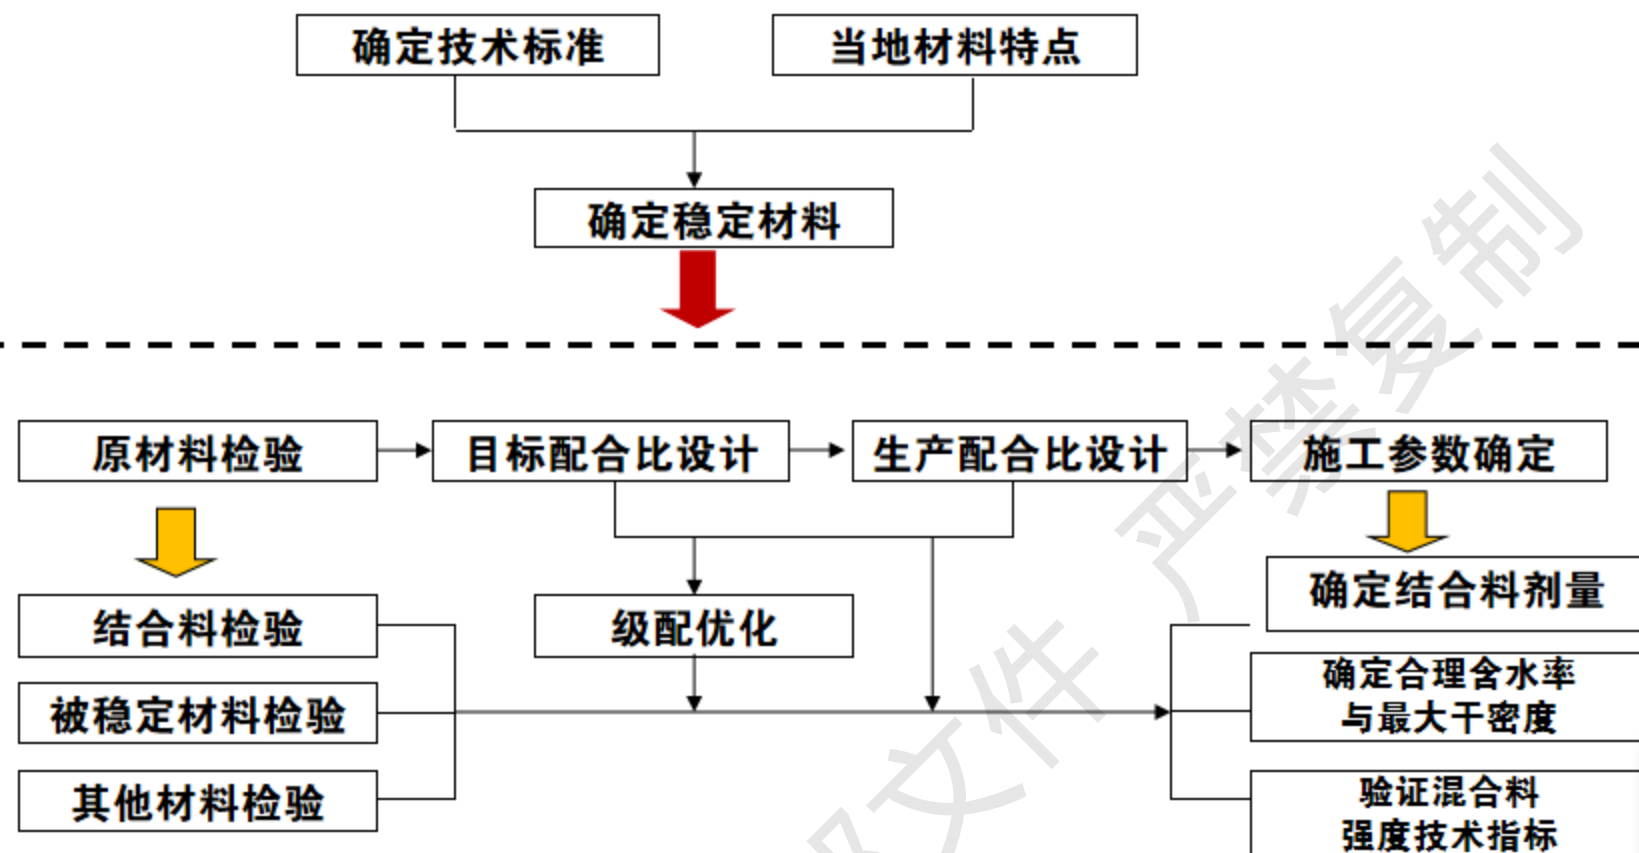 确定技术标准
当地材料特点
确定稳定材料
原材料检验
目标配合比设计
生产配合比设计
施工参数确定
结合料检验
被稳定材料检验
其他材料检验
级配优化
确定结合料剂量
确定合理含水率
与最大干密度
验证混合料
强度技术指标
文件 严禁复制